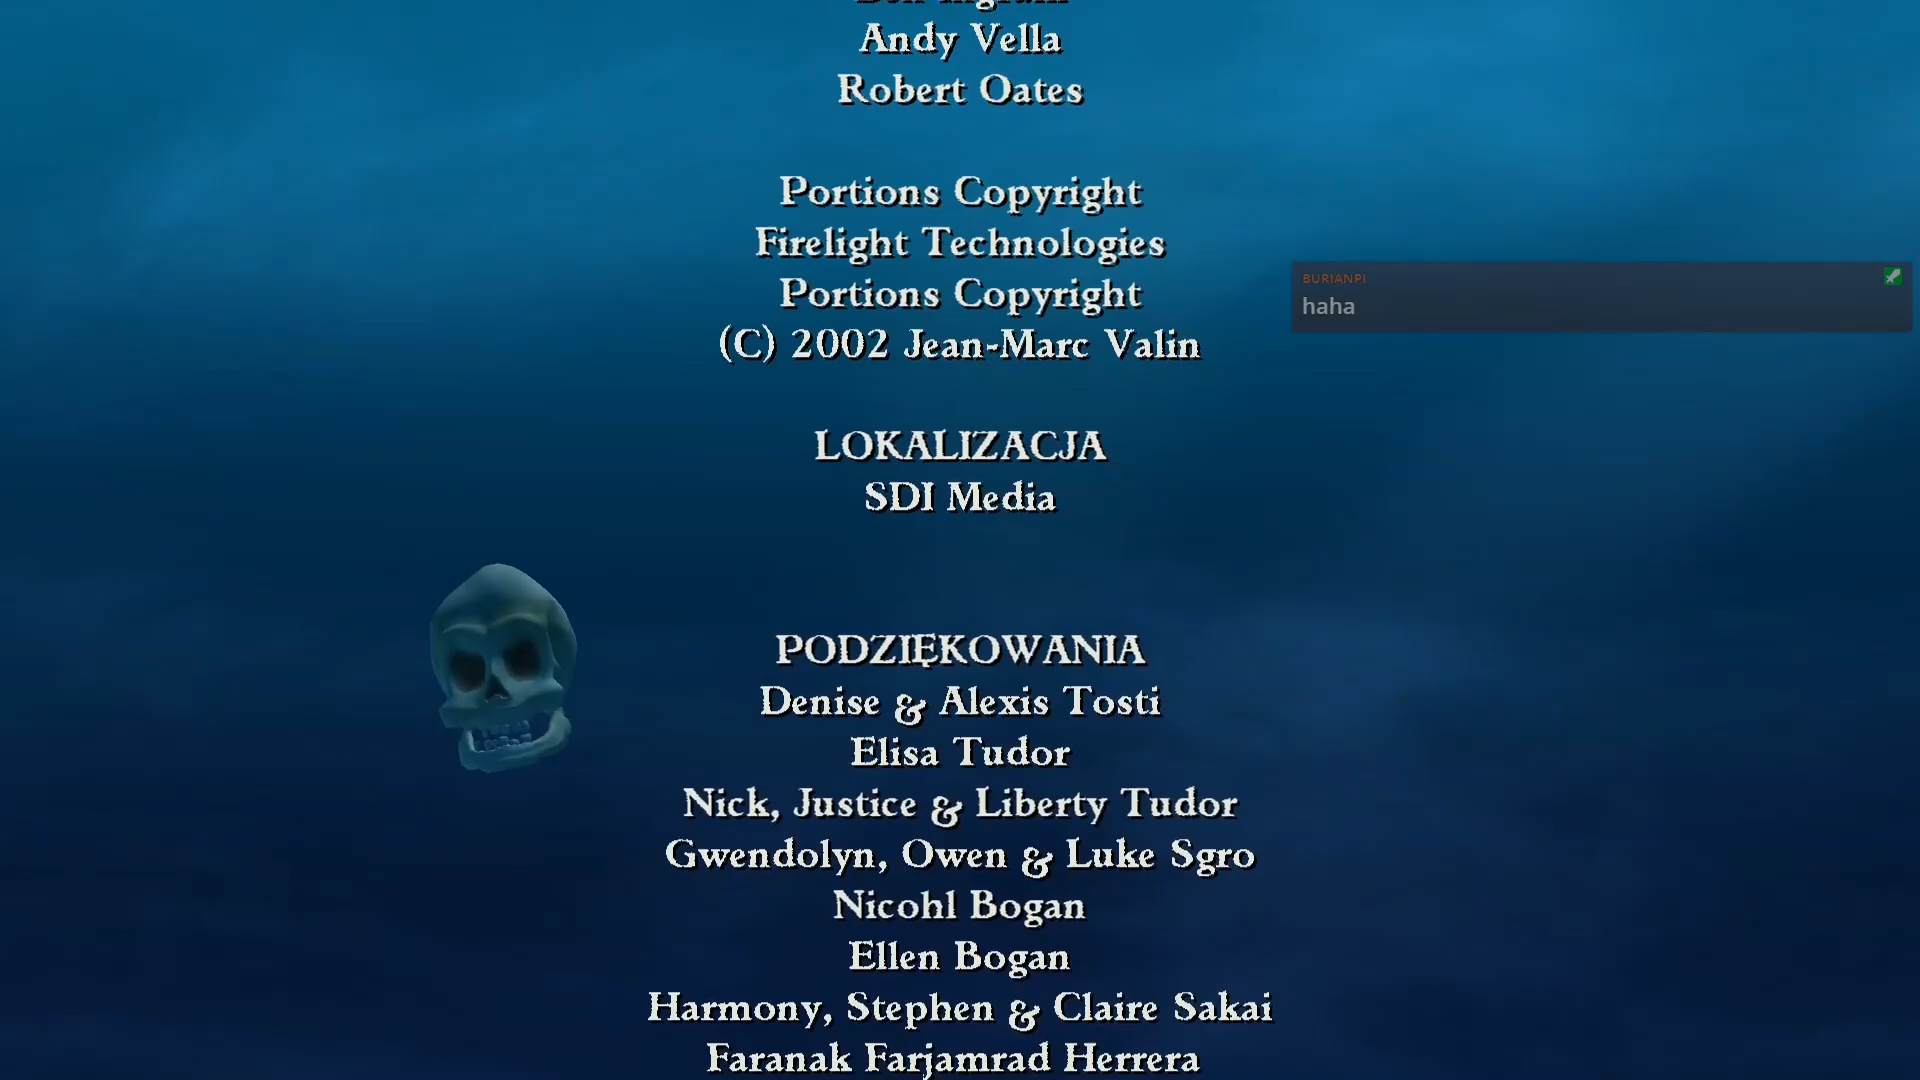 Andy Vella
Robert Oates
Portions Copyright
Firelight Technologies
Portions Copyright
(C) 2002 Jean-Marc Valin
BURIANPI
haha
LOKALIZACJA
SDI Media
PODZIĘKOWANIA
Denise & Alexis Tosti
Elisa Tudor
Nick, Justice & Liberty Tudor
Gwendolyn, Owen & Luke Sgro
Nicohl Bogan
Ellen Bogan
Harmony, Stephen & Claire Sakai
Faranak Farjamrad Herrera